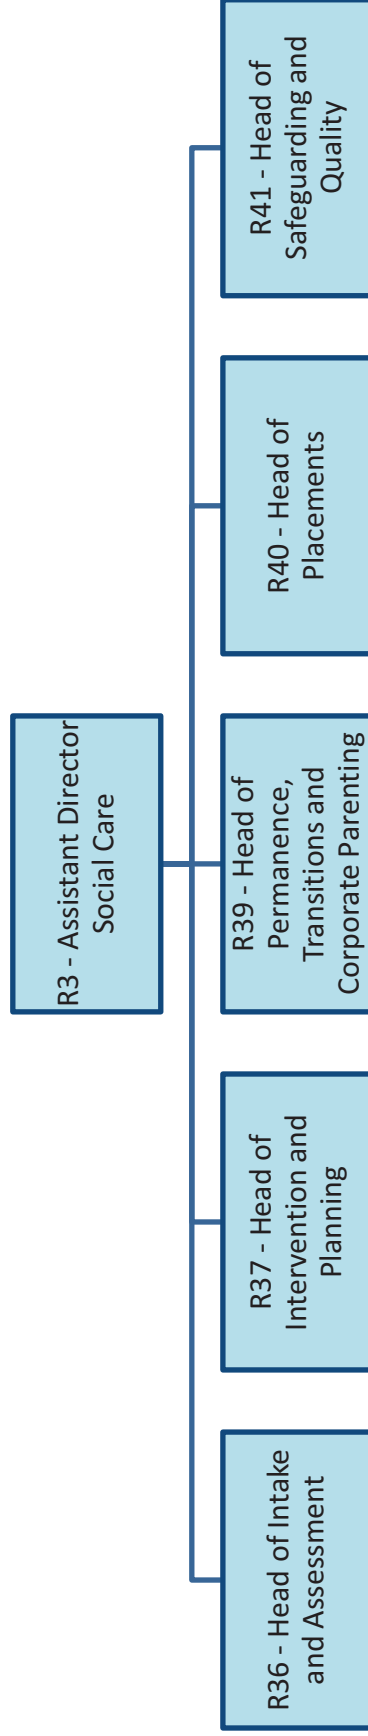 R3 - Assistant Director
Social Care
R36 - Head of Intake
and Assessment
R37 - Head of
Intervention and
Planning
R39 - Head of
Permanence,
Transitions and
Corporate Parenting
R40 - Head of
Placements
R41 - Head of
Safeguarding and
Quality